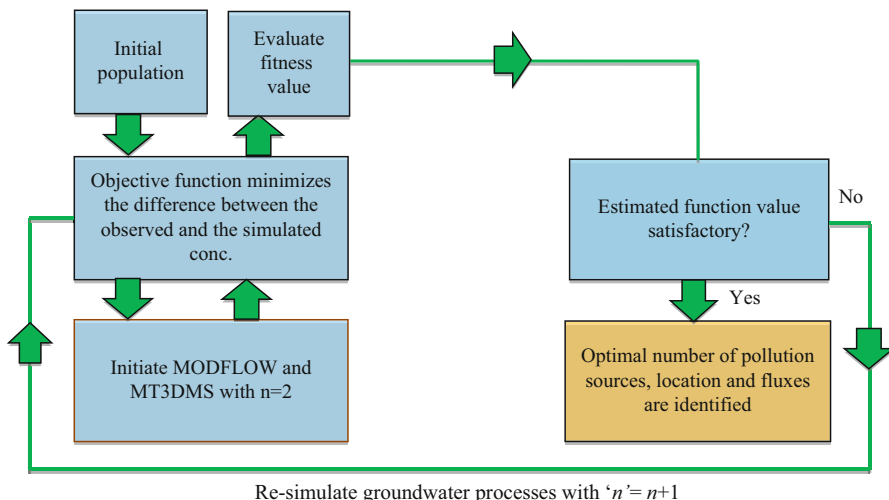 Initial
population
Evaluate
fitness
value
Objective function minimizes
the difference between the
observed and the simulated
conc.
Initiate MODFLOW and
MT3DMS with n=2
Estimated function value
satisfactory?
No
Yes
Optimal number of pollution
sources, location and fluxes
are identified
Re-simulate groundwater processes with ‘n’= n+1